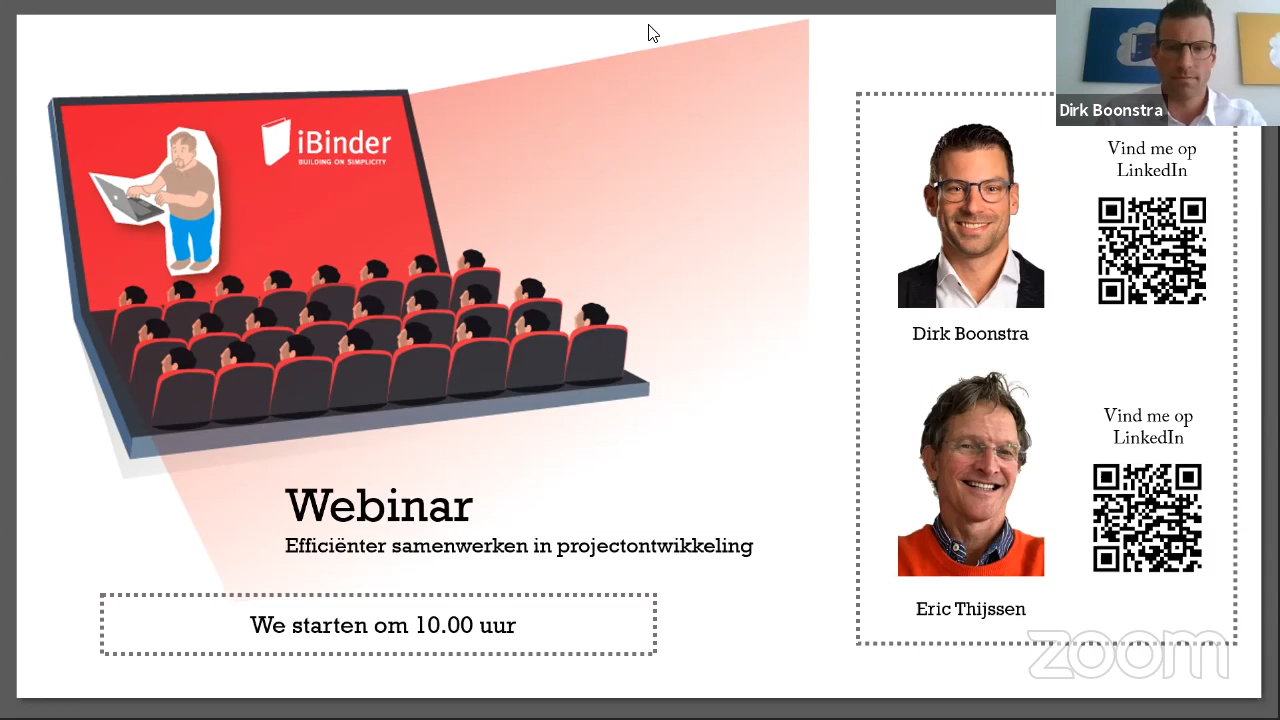 iBinder
BUILDING ON SIMPLICITY
Webinar
Efficiënter samenwerken in projectontwikkeling
We starten om 10.00 uur
Dirk Boonstra
Vind me op
LinkedIn
Dirk Boonstra
Vind me op
LinkedIn
Eric Thijssen
zoom